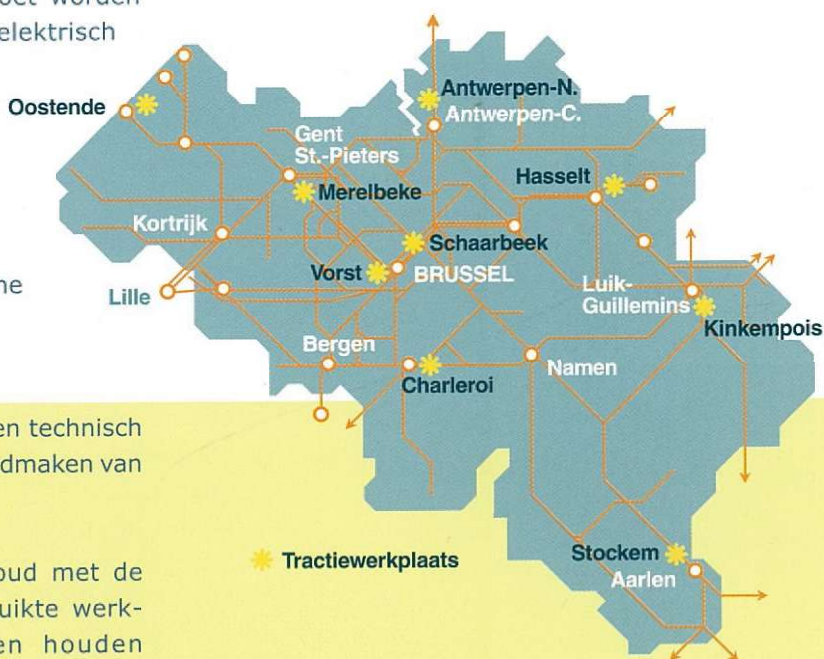 oet worden
elektrisch
Oostende
Antwerpen-N.
Antwerpen-C.
Gent
St.-Pieters
Merelbeke
Hasselt
Kortrijk
Schaarbeek
Vorst
BRUSSEL
ne
Lille
Luik-
Guillemins
Kinkempois
Bergen
Namen
Charleroi
en technisch
dmaken van
Tractiewerkplaats
Stockem
Aarlen
oud met de
uikte werk-
en houden